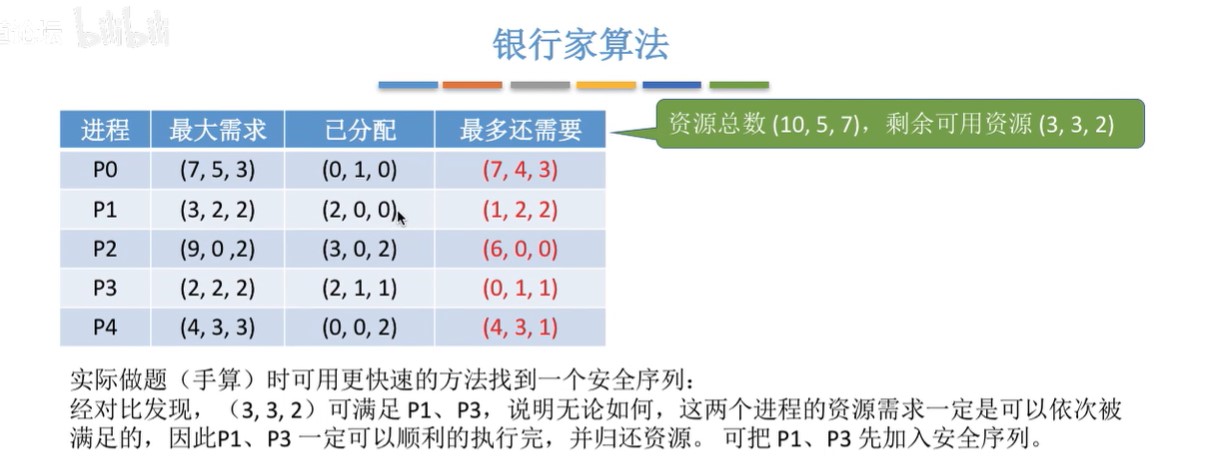 bilibili
银行家算法
资源总数 (10, 5, 7)，剩余可用资源 (3, 3, 2)
进程 最大需求 已分配 最多还需要
P0 (7, 5, 3) (0, 1, 0) (7, 4, 3)
P1 (3, 2, 2) (2, 0, 0) (1, 2, 2)
P2 (9, 0 ,2) (3, 0, 2) (6, 0, 0)
P3 (2, 2, 2) (2, 1, 1) (0, 1, 1)
P4 (4, 3, 3) (0, 0, 2) (4, 3, 1)
实际做题（手算）时可用更快速的方法找到一个安全序列：
经对比发现，（3, 3, 2）可满足 P1、P3，说明无论如何，这两个进程的资源需求一定是可以依次被
满足的，因此P1、P3 一定可以顺利的执行完，并归还资源。 可把 P1、P3 先加入安全序列。